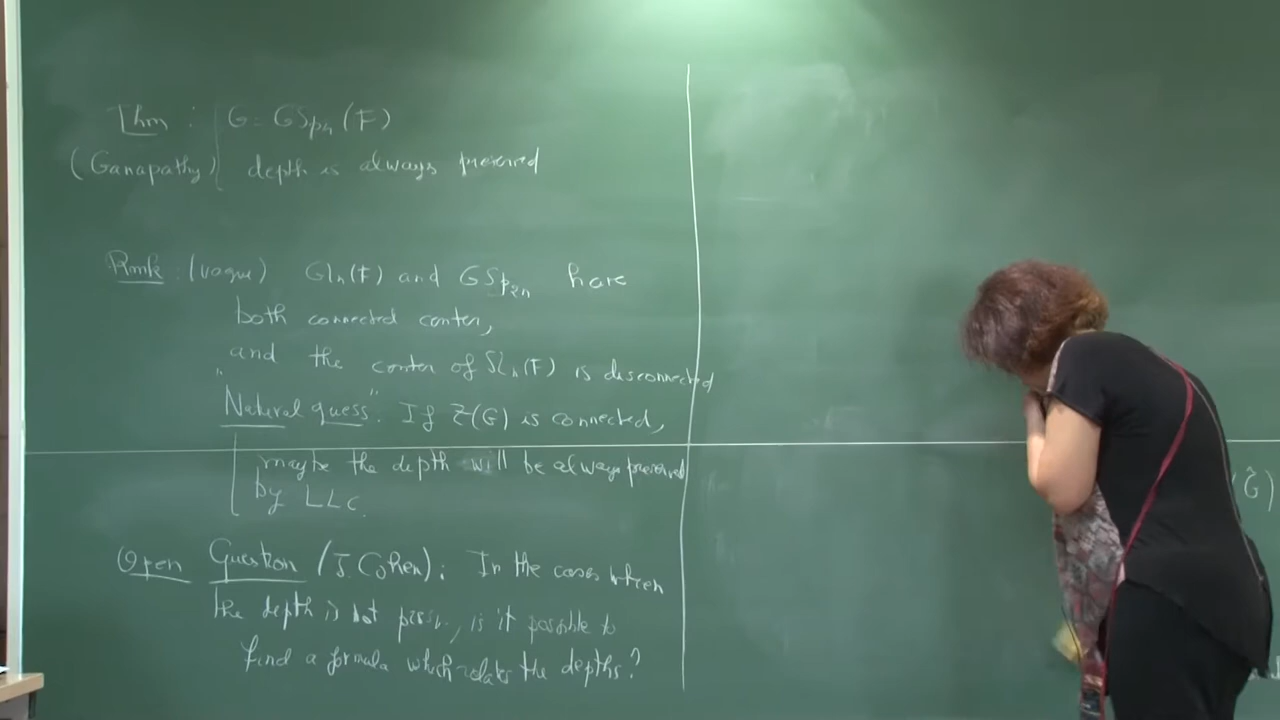 Thm : G = GSp₄(F)
(Ganapathy) depth is always preserved
Rmk : (vague) GLn(F) and GSp₂n have
both connected center,
and the center of SLn(F) is disconnected
"Natural guess". If Z(G) is connected,
maybe the depth will be always preserved
by LLC.
Open Question (J. Cohen): In the cases when
the depth is not , is it possible to
find a formula which relates the depths?
(Ĝ)